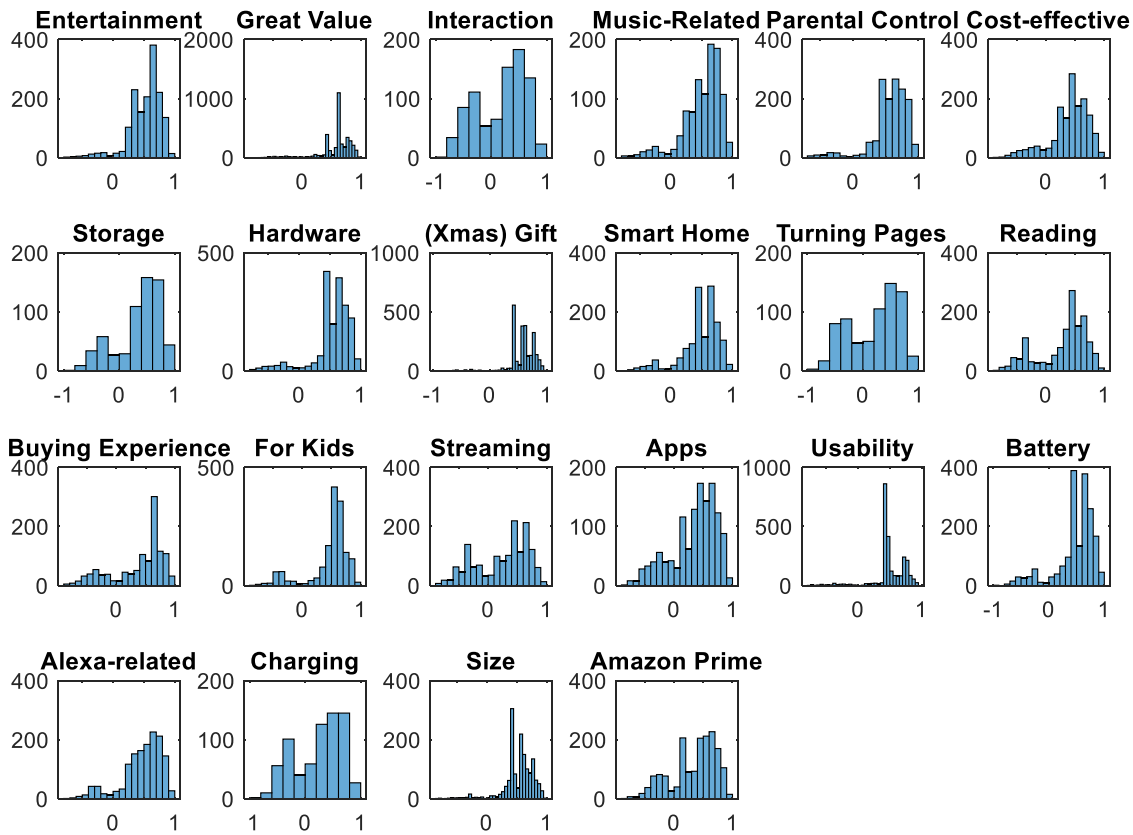 Entertainment Great Value Interaction Music-Related Parental Control Cost-effective
400 2000 200 200 400 400
200 1000 100 100 200 200
0 0 0 0 0 0
0 1 0 1 -1 0 1 0 1 0 1 0 1
Storage Hardware (Xmas) Gift Smart Home Turning Pages Reading
200 500 1000 400 200 400
100 500 200 100 200
0 0 0 0 0 0
-1 0 1 0 1 -1 0 1 0 1 -1 0 1 0 1
Buying Experience For Kids Streaming Apps Usability Battery
400 500 400 200 1000 400
200 200 100 500 200
0 0 0 0 0 0
0 1 0 1 0 1 0 1 0 1 -1 0 1
Alexa-related Charging Size Amazon Prime
400 200 400 400
200 100 200 200
0 0 0 0
0 1 1 0 1 0 1 0 1